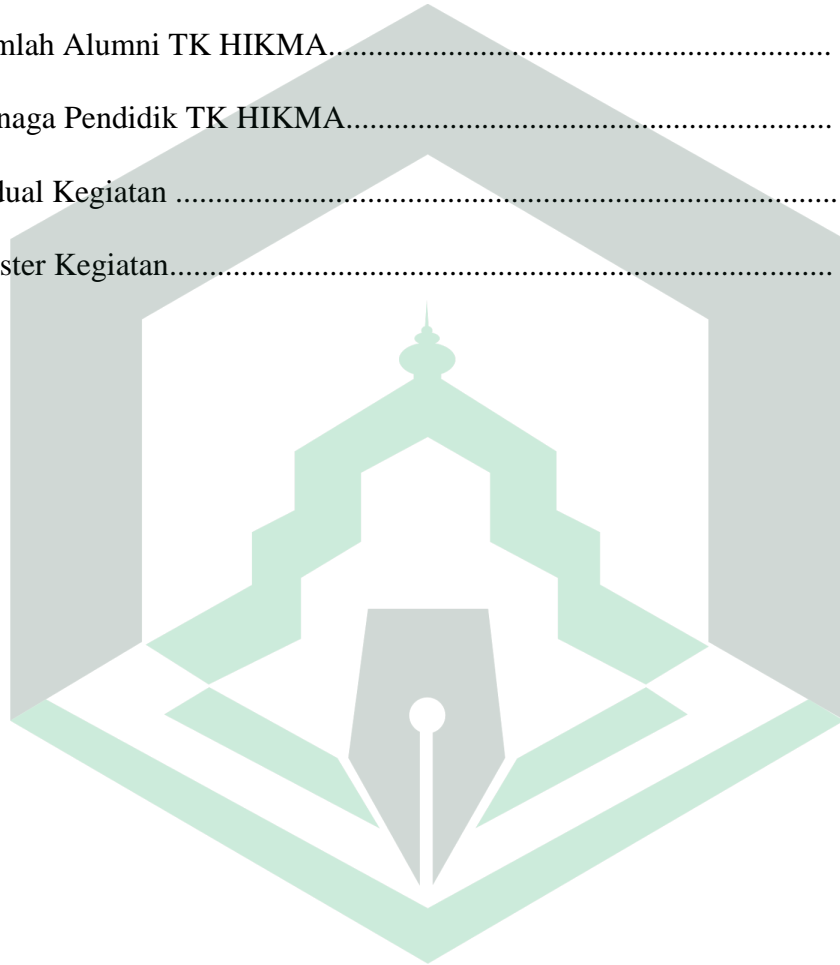 mlah Alumni TK HIKMA..............................................................
naga Pendidik TK HIKMA............................................................
dual Kegiatan ..................................................................................
ster Kegiatan...................................................................................